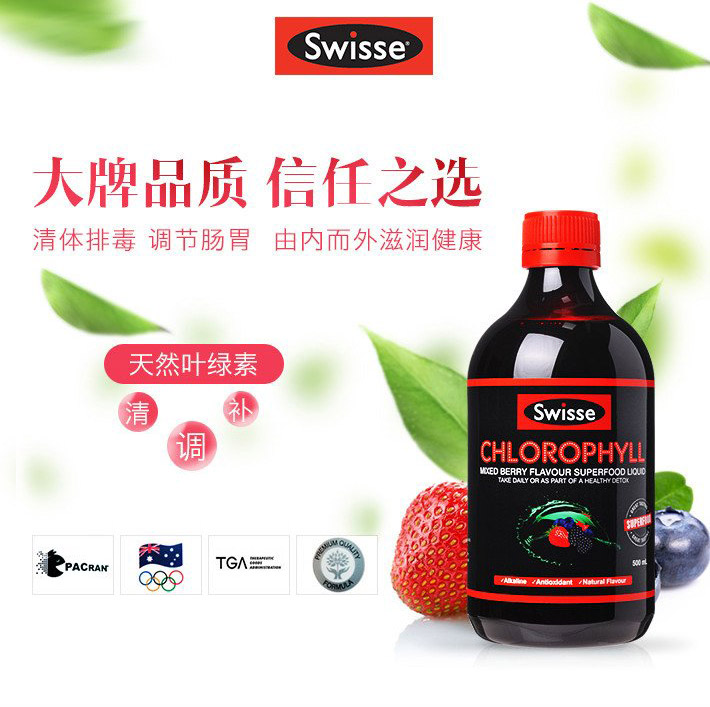 Swisse
大牌品质 信任之选
清体排毒 调节肠胃 由内而外滋润健康
天然叶绿素
清
调
补
PACRAN
TGA THERAPEUTIC GOODS ADMINISTRATION
PREMIUM QUALITY
FORMULA
Swisse
CHLOROPHYLL
MIXED BERRY FLAVOUR SUPERFOOD LIQUID
TAKE DAILY OR AS PART OF A HEALTHY DETOX
SUPERFOOD
500 mL
✓Alkaline ✓Antioxidant ✓Natural Flavour